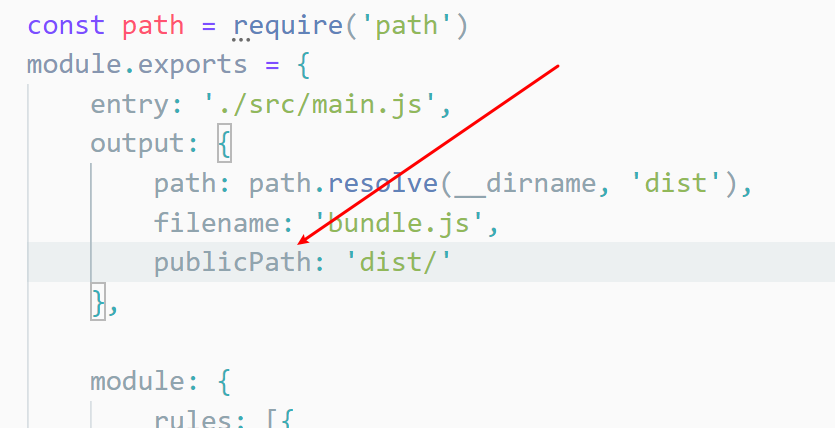 const path = require('path')
module.exports = {
entry: './src/main.js',
output: {
path: path.resolve(__dirname, 'dist'),
filename: 'bundle.js',
publicPath: 'dist/'
},
module: {
rules: [{